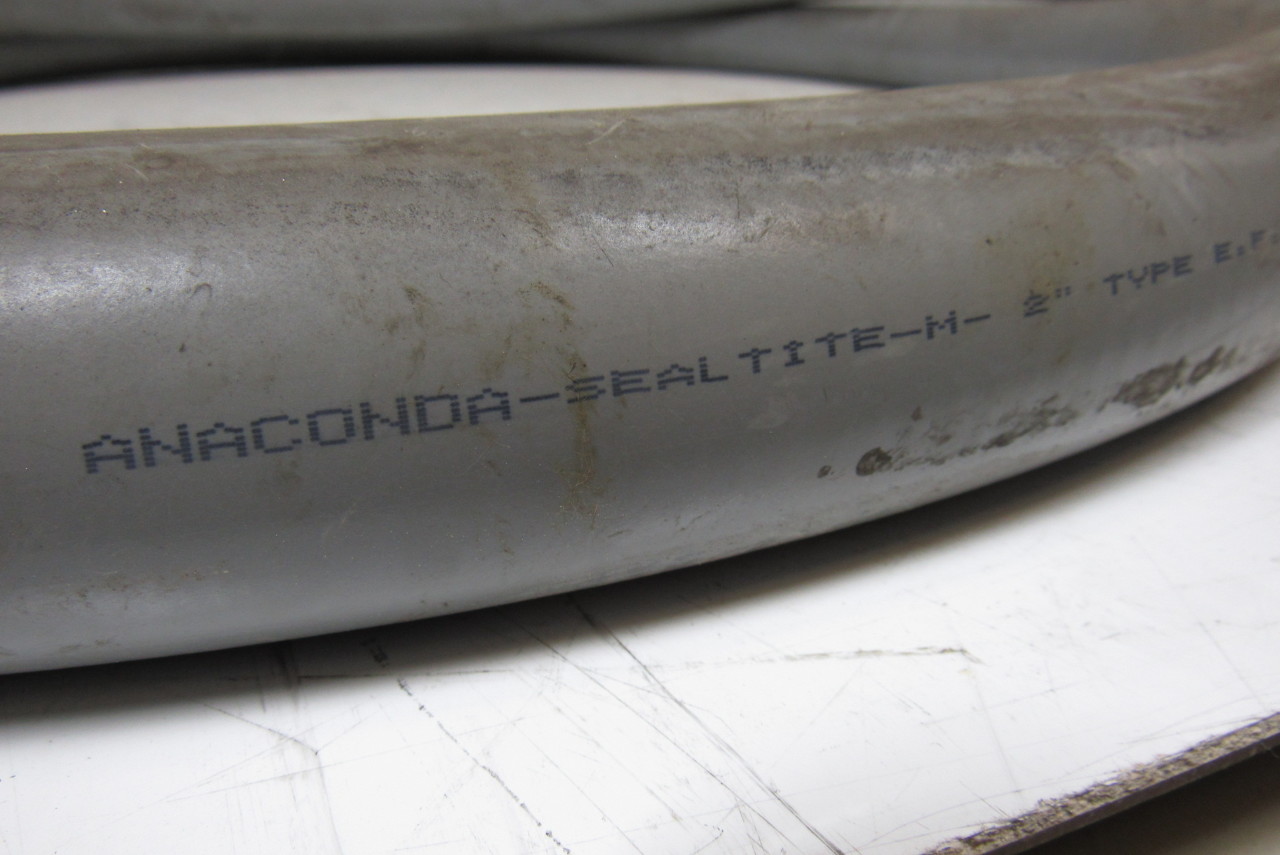 ANACONDA-SEALTITE-M- 2" TYPE E.F.